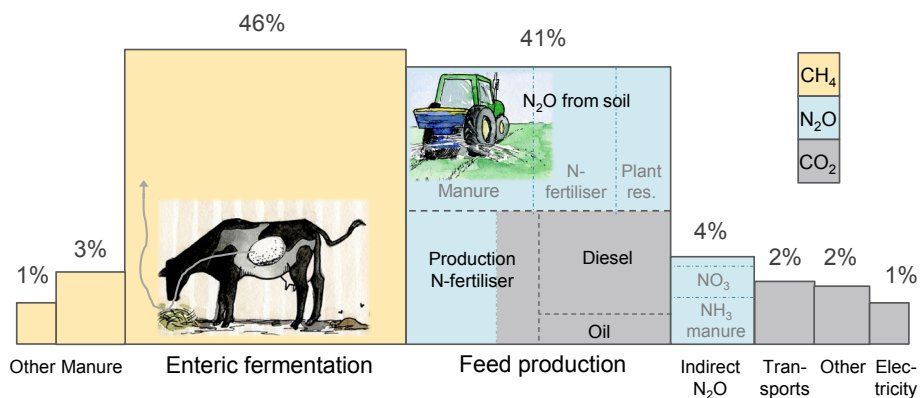 46%
41%
CH₄
N₂O
CO₂
N₂O from soil
Manure
N-
fertiliser
Plant
res.
1%
3%
Production
N-fertiliser
Diesel
Oil
4%
NO₃
NH₃
manure
2%
2%
1%
Other Manure
Enteric fermentation
Feed production
Indirect
N₂O
Tran-
sports
Other
Elec-
tricity